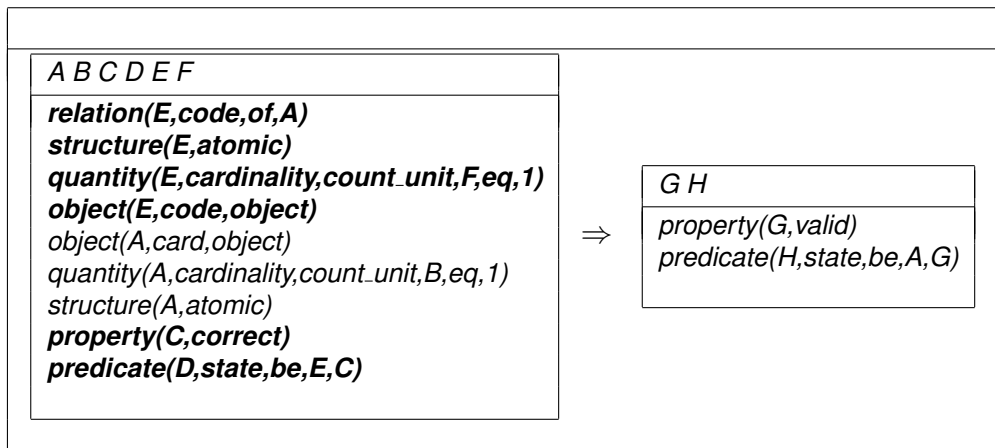 A B C D E F
relation(E,code,of,A)
structure(E,atomic)
quantity(E,cardinality,count_unit,F,eq,1)
object(E,code,object)
object(A,card,object)
quantity(A,cardinality,count_unit,B,eq,1)
structure(A,atomic)
property(C,correct)
predicate(D,state,be,E,C)
⇒
G H
property(G,valid)
predicate(H,state,be,A,G)